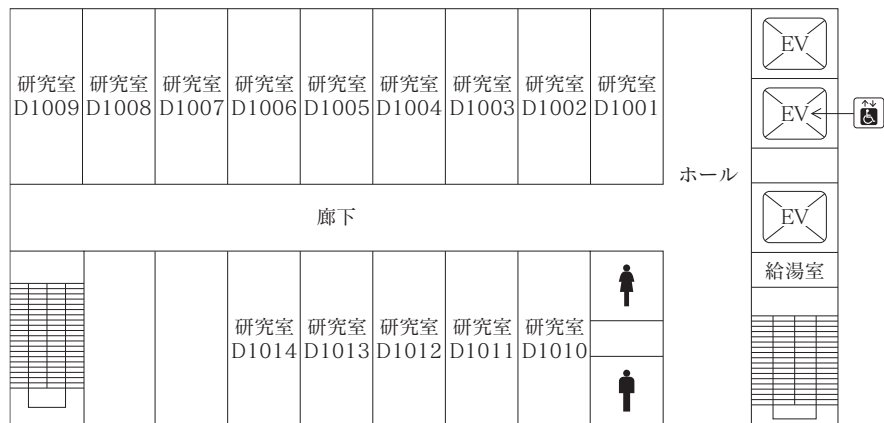 研究室
D1009
研究室
D1008
研究室
D1007
研究室
D1006
研究室
D1005
研究室
D1004
研究室
D1003
研究室
D1002
研究室
D1001
EV
EV
EV
ホール
廊下
給湯室
研究室
D1014
研究室
D1013
研究室
D1012
研究室
D1011
研究室
D1010